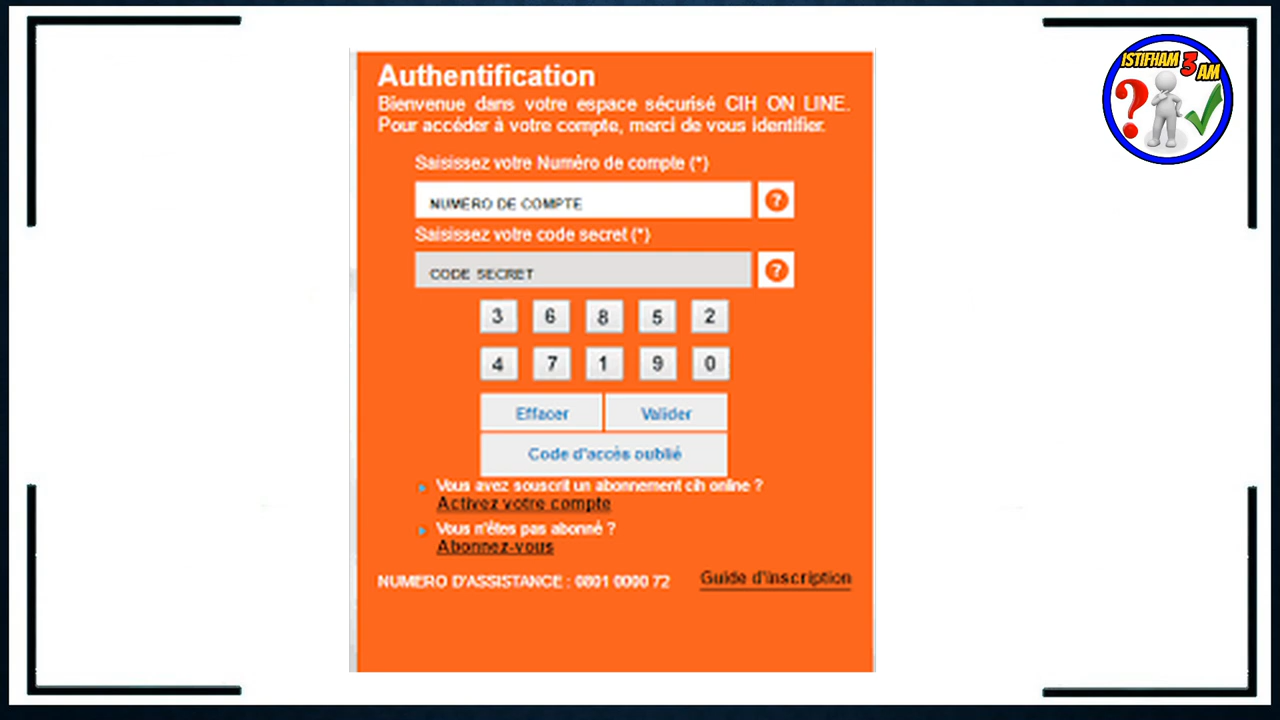 ISTIFHAM 3 AM
Authentification
Bienvenue dans votre espace sécurisé CIH ON LINE.
Pour accéder à votre compte, merci de vous identifier.
Saisissez votre Numéro de compte (*)
NUMERO DE COMPTE
?
Saisissez votre code secret (*)
CODE SECRET
?
3 6 8 5 2
4 7 1 9 0
Effacer Valider
Code d'accès oublié
Vous avez souscrit un abonnement cih online ?
Activez votre compte
Vous n'êtes pas abonné ?
Abonnez-vous
NUMERO D'ASSISTANCE : 0801 0000 72 Guide d'inscription